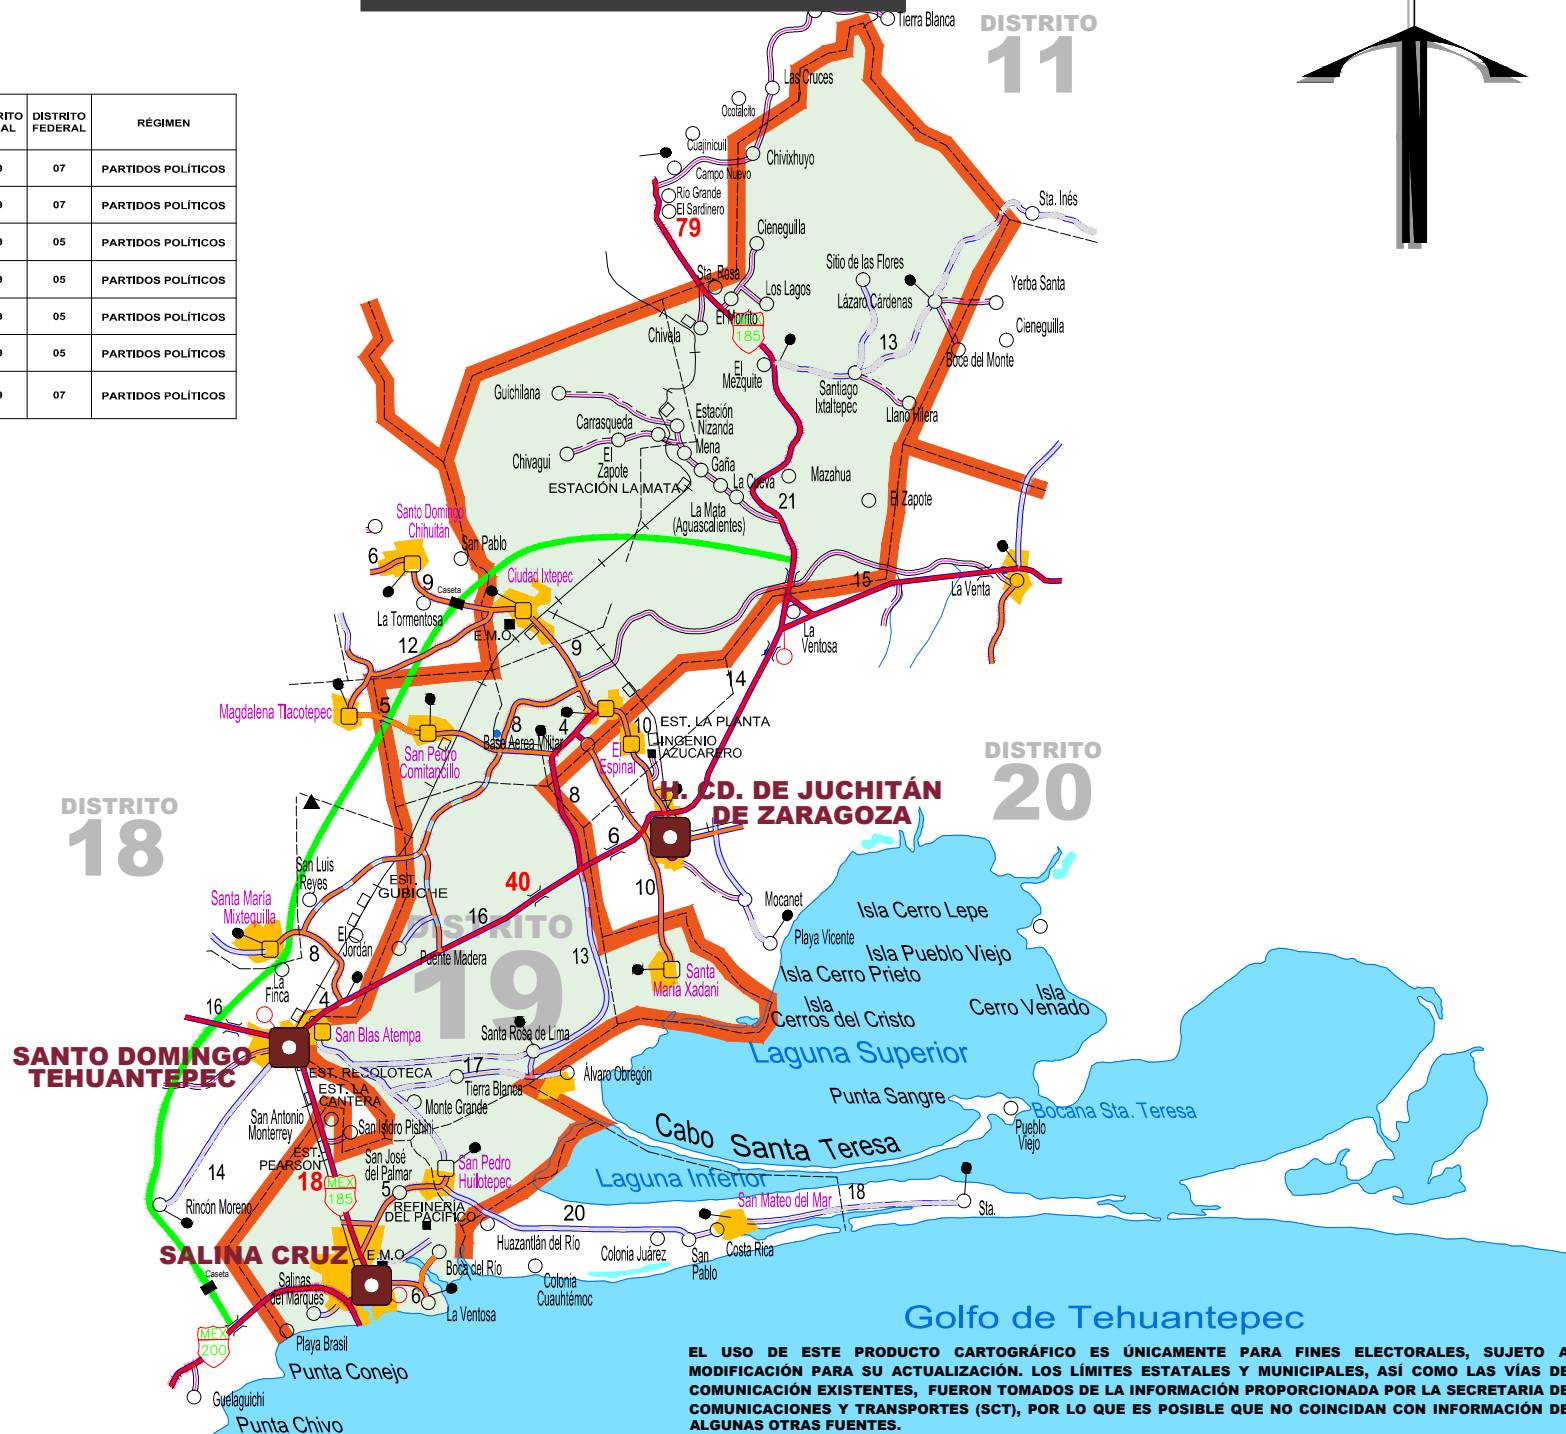 DISTRITO
11
Tierra Blanca
Las Cruces
Ocotalcito
Cuajinicuil
Chivixhuyo
Campo Nuevo
Río Grande
El Sardinero
79
DISTRITO
FEDERAL
RÉGIMEN
07
PARTIDOS POLÍTICOS
07
PARTIDOS POLÍTICOS
05
PARTIDOS POLÍTICOS
05
PARTIDOS POLÍTICOS
05
PARTIDOS POLÍTICOS
05
PARTIDOS POLÍTICOS
07
PARTIDOS POLÍTICOS
Sta. Inés
Cieneguilla
Sitio de las Flores
Sta. Rosa
Los Lagos
Lázaro Cárdenas
Yerba Santa
El Morrito
MEX
185
Chivela
Cieneguilla
13
Boce del Monte
El
Mezquite
Santiago
Ixtaltepec
Llano Hilera
Guichilana
Estación
Nizanda
Carrasqueda
Mena
El
Zapote
Chivagui
Gaña
La Cueva
Mazahua
ESTACIÓN LA MATA
21
El Zapote
La Mata
(Aguascalientes)
Santo Domingo
Chihuitán
San Pablo
6
9
Caseta
Ciudad Ixtepec
15
La Venta
La Tormentosa
E.M.O.
La
Ventosa
12
9
14
Magdalena Tlacotepec
5
8
4
10
EST. LA PLANTA
Base Aerea Militar
INGENIO
AZUCARERO
San Pedro
Comitancillo
El
Espinal
DISTRITO
20
8
H. CD. DE JUCHITÁN
DE ZARAGOZA
DISTRITO
18
6
San Luis
Reyes
EST.
GUBICHE
40
10
Santa María
Mixtequilla
Mocanet
Isla Cerro Lepe
16
DISTRITO
19
El
Jordán
Puente Madera
Playa Vicente
Isla Pueblo Viejo
8
13
Isla Cerro Prieto
La
Finca
Santa
María Xadani
Isla
Cerro Venado
4
16
Isla
Cerros del Cristo
San Blas Atempa
Santa Rosa de Lima
Laguna Superior
SANTO DOMINGO
TEHUANTEPEC
EST. RECOLOTECA
17
Álvaro Obregón
EST. LA
CANTERA
Tierra Blanca
Monte Grande
Punta Sangre
San Antonio
Monterrey
San Isidro Pishini
Bocana Sta. Teresa
Pueblo
Viejo
Cabo Santa Teresa
EST.
PEARSON
San José
del Palmar
San Pedro
Huilotepec
14
18
MEX
185
5
Laguna Inferior
San Mateo del Mar
18
Sta.
Rincón Moreno
REFINERÍA
DEL PACÍFICO
20
Huazantlán del Río
SALINA CRUZ
E.M.O.
Colonia Juárez
San
Pablo
Costa Rica
Boca del Río
Colonia
Cuauhtémoc
Caseta
Salinas
del Marqués
6
La Ventosa
MEX
200
Playa Brasil
Punta Conejo
Guelaguichi
Punta Chivo
Golfo de Tehuantepec
EL USO DE ESTE PRODUCTO CARTOGRÁFICO ES ÚNICAMENTE PARA FINES ELECTORALES, SUJETO A
MODIFICACIÓN PARA SU ACTUALIZACIÓN. LOS LÍMITES ESTATALES Y MUNICIPALES, ASÍ COMO LAS VÍAS DE
COMUNICACIÓN EXISTENTES, FUERON TOMADOS DE LA INFORMACIÓN PROPORCIONADA POR LA SECRETARIA DE
COMUNICACIONES Y TRANSPORTES (SCT), POR LO QUE ES POSIBLE QUE NO COINCIDAN CON INFORMACIÓN DE
ALGUNAS OTRAS FUENTES.